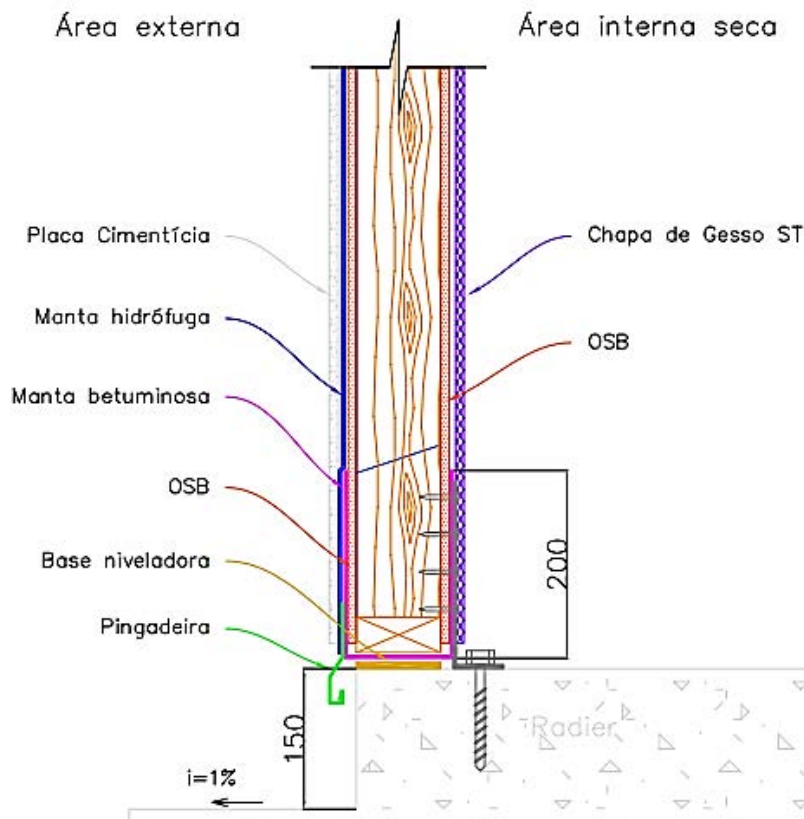 Área externa
Área interna seca
Placa Cimentícia
Chapa de Gesso ST
Manta hidrófuga
OSB
Manta betuminosa
OSB
Base niveladora
200
Pingadeira
150
Radier
i=1%